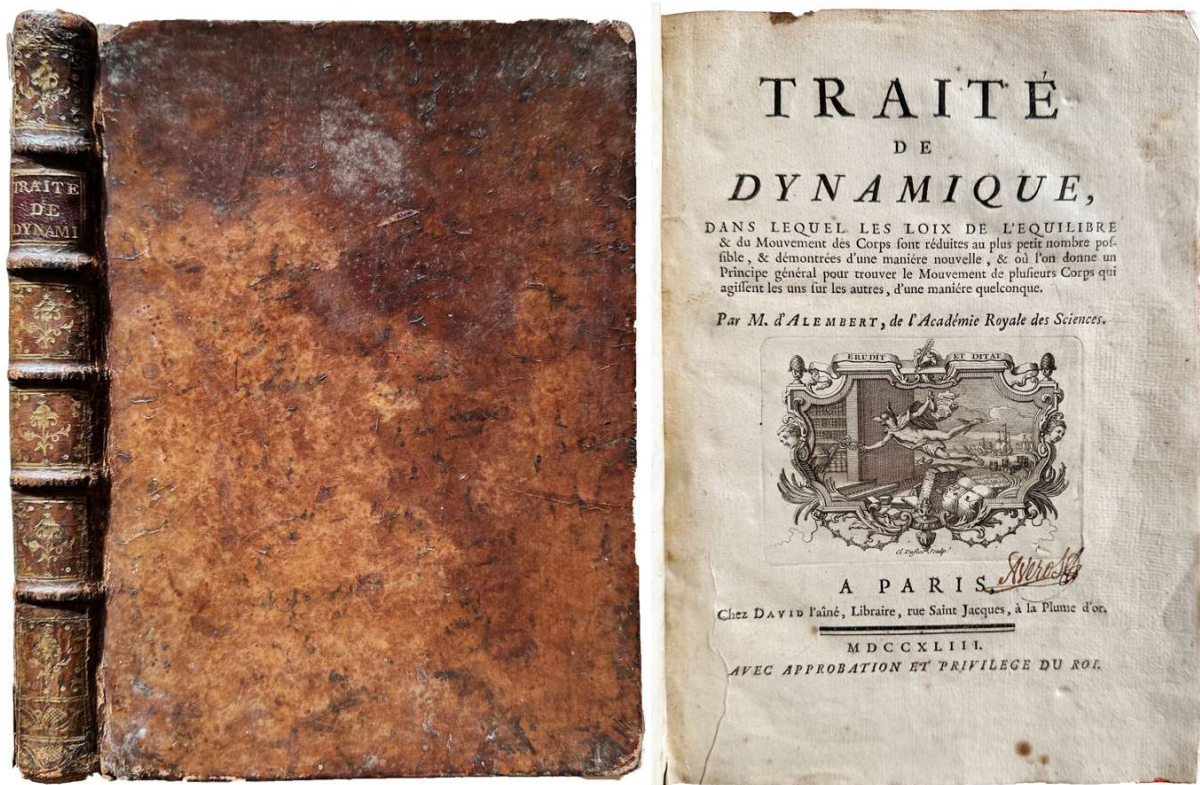 TRAITE
DE
DYNAMI
TRAITÉ
DE
DYNAMIQUE,
DANS LEQUEL LES LOIX DE L'EQUILIBRE
& du Mouvement des Corps sont réduites au plus petit nombre pos-
sible, & démontrées d'une maniére nouvelle, & où l'on donne un
Principe général pour trouver le Mouvement de plusieurs Corps qui
agissent les uns sur les autres, d'une maniére quelconque.
Par M. d'ALEMBERT, de l'Académie Royale des Sciences.
ERUDIT ET DITAT
A PARIS,
Chez DAVID l'aîné, Libraire, rue Saint Jacques, à la Plume d'or.
MDCCXLIII.
AVEC APPROBATION ET PRIVILEGE DU ROI.